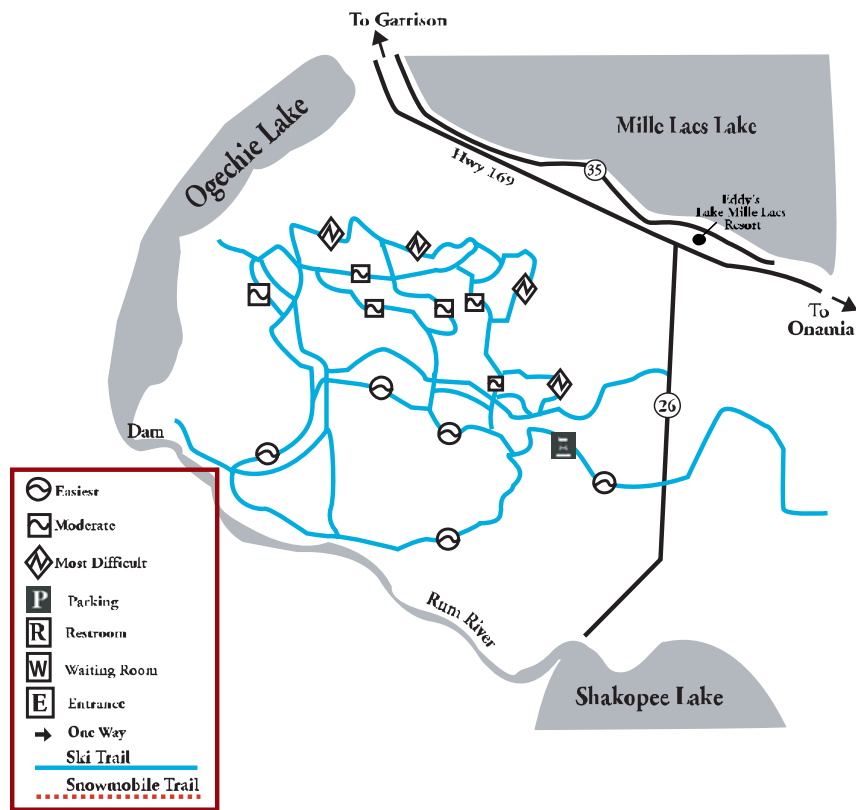 To Garrison
Ogechie Lake
Mille Lacs Lake
Hwy 169
35
Eddy's
Lake Mille Lacs
Resort
To
Onamia
26
Dam
Easiest
Moderate
Most Difficult
P Parking
R Restroom
W Waiting Room
E Entrance
One Way
Ski Trail
Snowmobile Trail
Rum River
Shakopee Lake